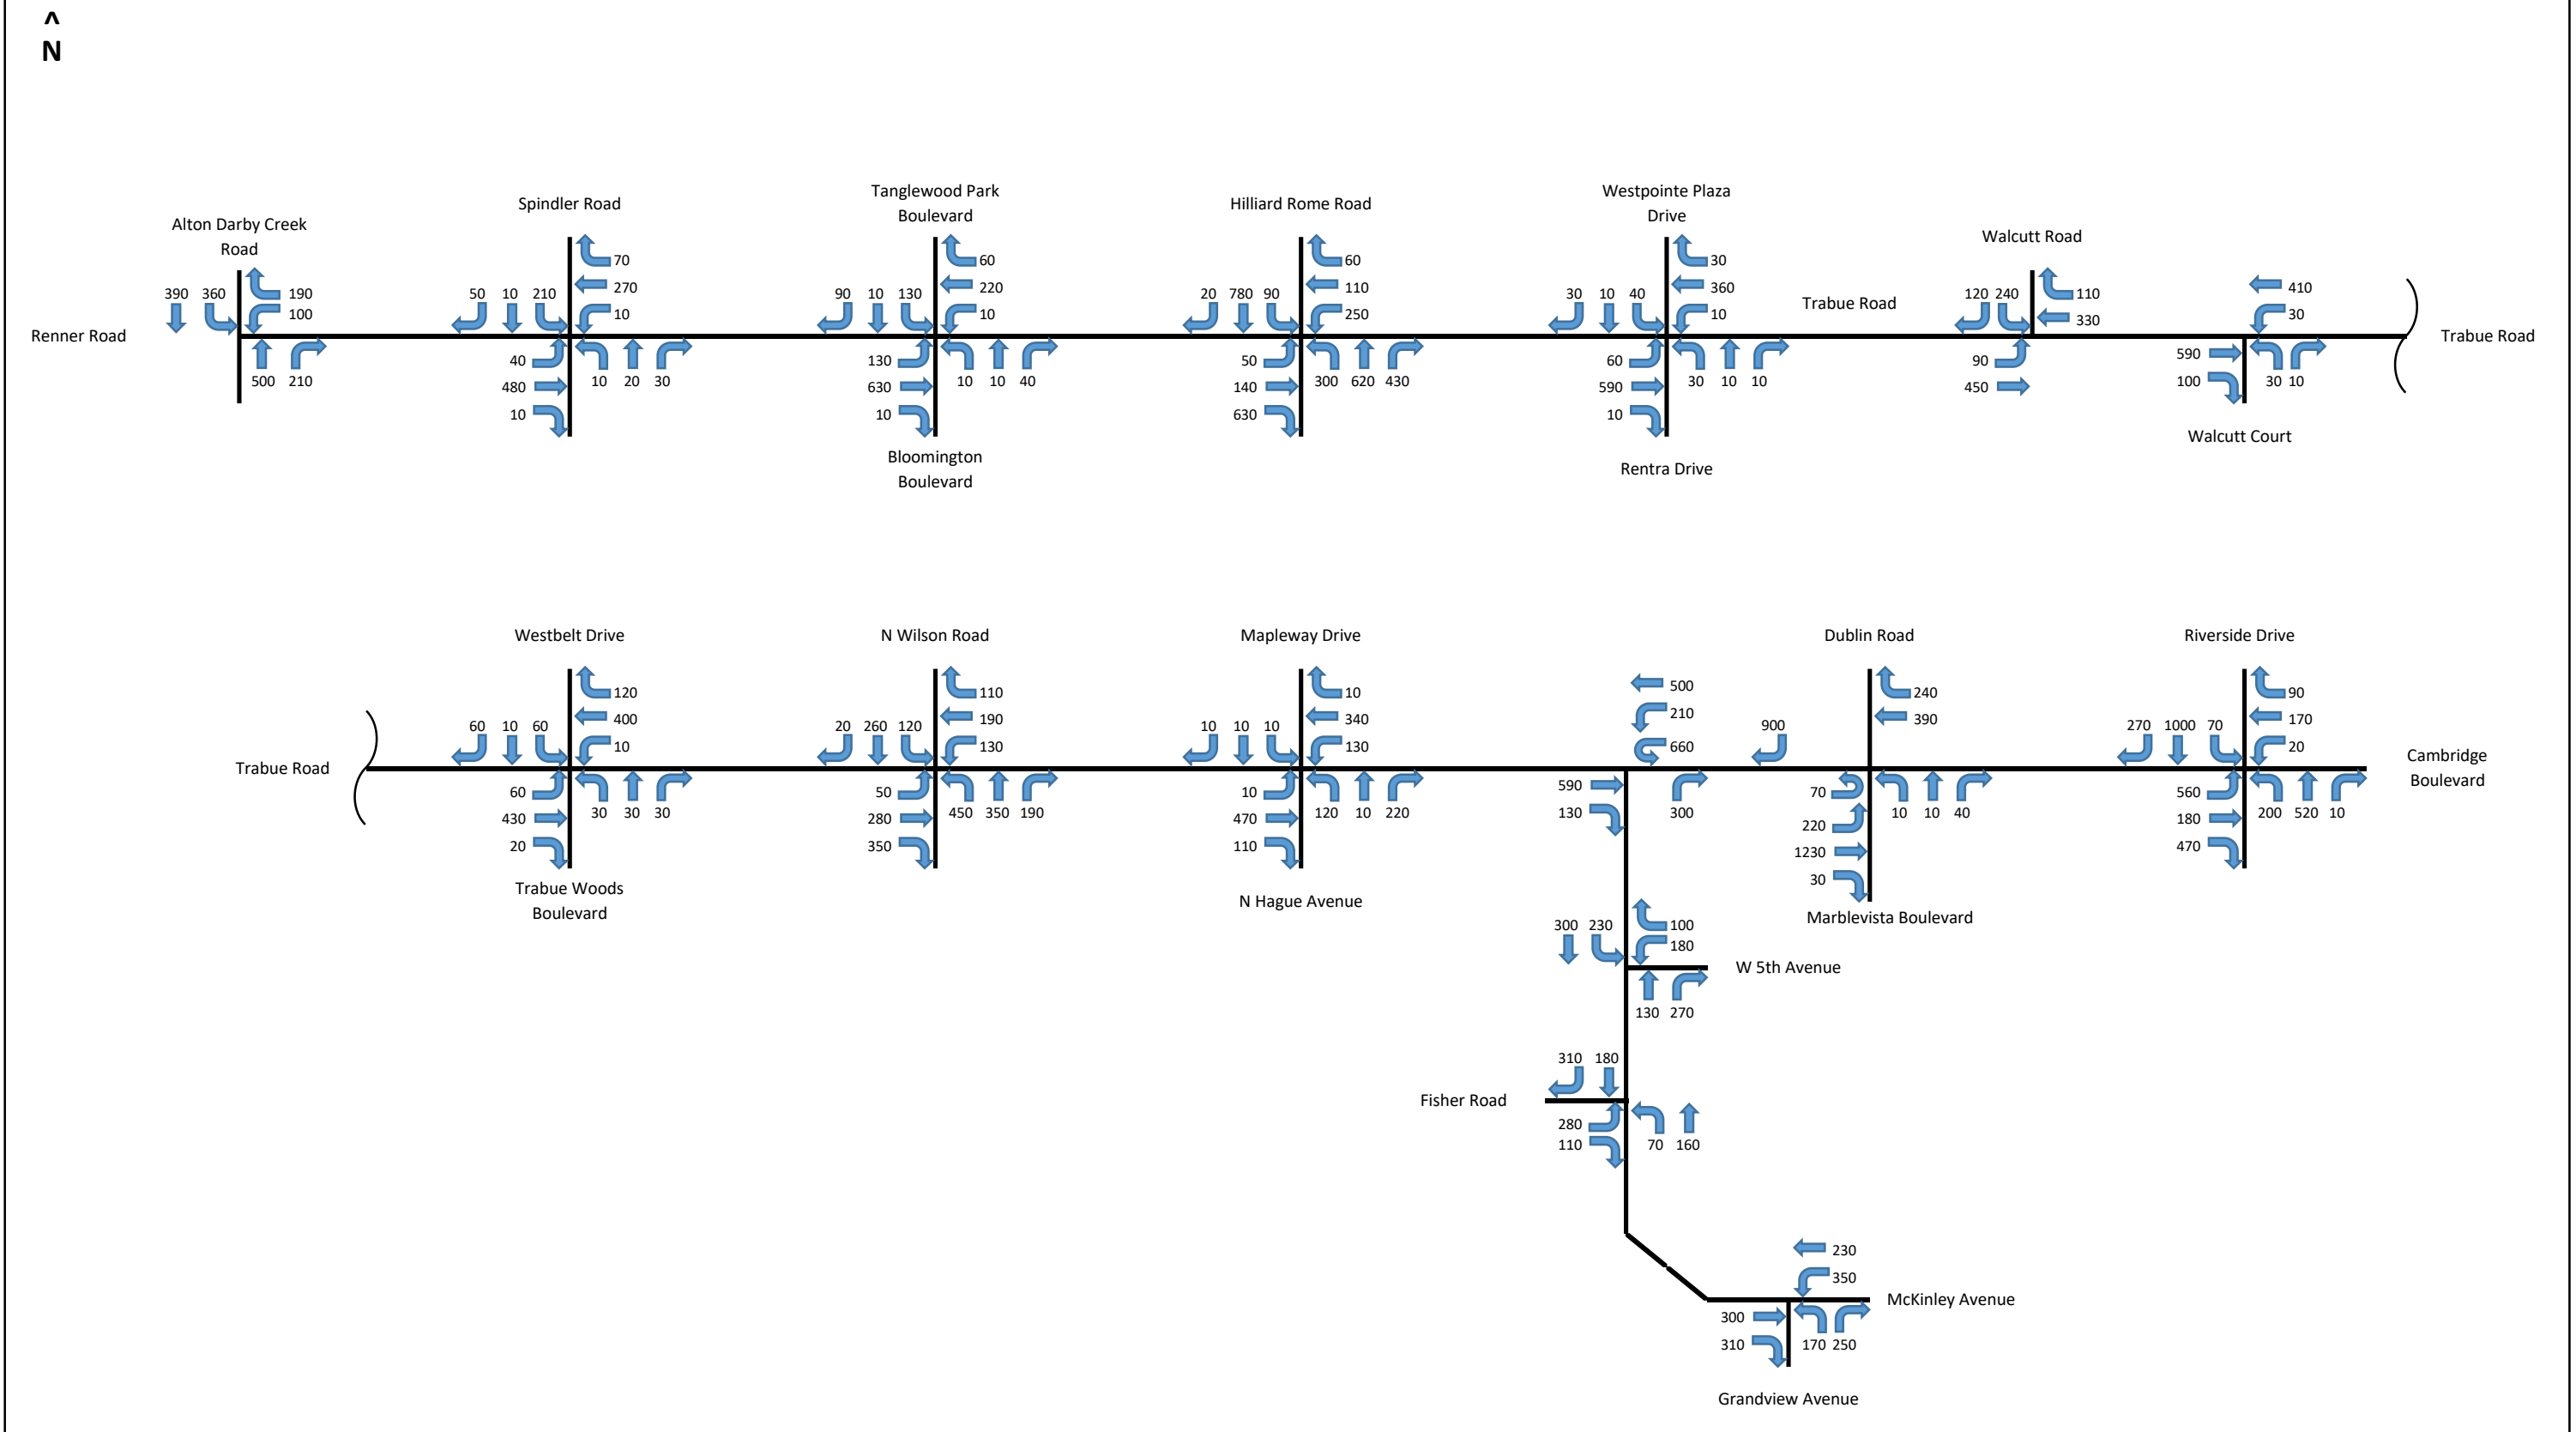 ^
N
Tanglewood Park
Boulevard
Westpointe Plaza
Drive
Alton Darby Creek
Road
Spindler Road
Hilliard Rome Road
Walcutt Road
70
60
60
30
390 360
190
50 10 210
270
90 10 130
220
20 780 90
110
30 10 40
360
120 240
110
410
100
10
10
250
10
Trabue Road
330
30
Renner Road
Trabue Road
500 210
40
10 20 30
130
10 10 40
50
300 620 430
60
30 10 10
90
590
30 10
480
630
140
590
450
100
10
10
630
10
Walcutt Court
Bloomington
Boulevard
Rentra Drive
Westbelt Drive
N Wilson Road
Mapleway Drive
Dublin Road
Riverside Drive
120
110
10
500
240
90
60 10 60
400
20 260 120
190
10 10 10
340
210
900
390
270 1000 70
170
10
130
130
660
20
Trabue Road
Cambridge
Boulevard
60
30 30 30
50
450 350 190
10
120 10 220
590
300
70
10 10 40
560
200 520 10
430
280
470
130
220
180
20
350
110
1230
470
30
Trabue Woods
Boulevard
N Hague Avenue
Marblevista Boulevard
300 230
100
180
W 5th Avenue
130 270
310 180
Fisher Road
280
110
70 160
230
350
McKinley Avenue
300
310
170 250
Grandview Avenue